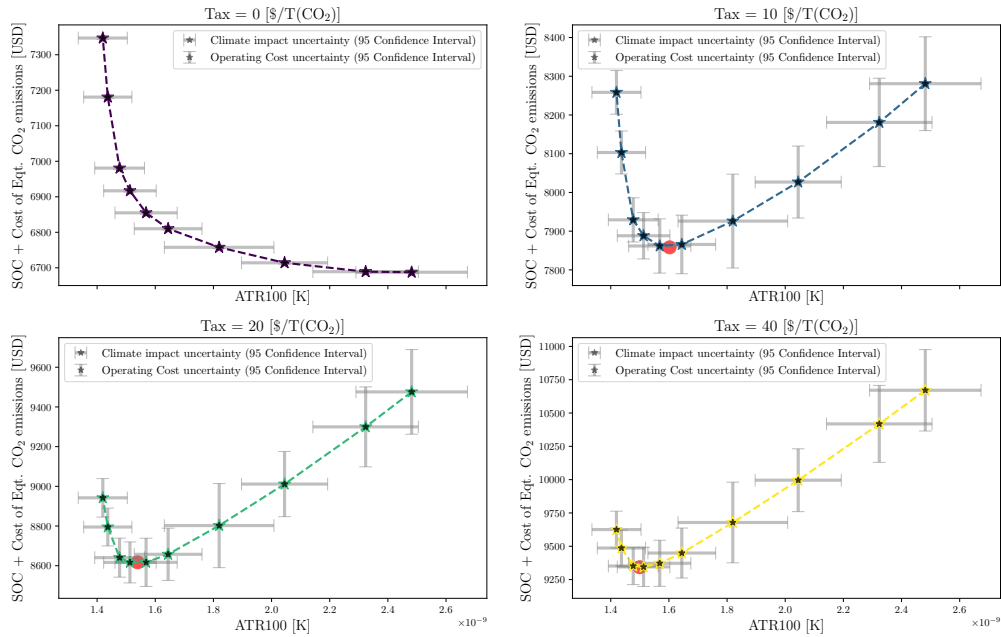 Tax = 0 [$/T(CO₂)]
SOC + Cost of Eqt. CO₂ emissions [USD]
7300
7200
7100
7000
6900
6800
6700
Climate impact uncertainty (95 Confidence Interval)
Operating Cost uncertainty (95 Confidence Interval)
ATR100 [K]
Tax = 10 [$/T(CO₂)]
SOC + Cost of Eqt. CO₂ emissions [USD]
8400
8300
8200
8100
8000
7900
7800
Climate impact uncertainty (95 Confidence Interval)
Operating Cost uncertainty (95 Confidence Interval)
ATR100 [K]
Tax = 20 [$/T(CO₂)]
SOC + Cost of Eqt. CO₂ emissions [USD]
9600
9400
9200
9000
8800
8600
Climate impact uncertainty (95 Confidence Interval)
Operating Cost uncertainty (95 Confidence Interval)
1.4 1.6 1.8 2.0 2.2 2.4 2.6
ATR100 [K]
×10⁻⁹
Tax = 40 [$/T(CO₂)]
SOC + Cost of Eqt. CO₂ emissions [USD]
11000
10750
10500
10250
10000
9750
9500
9250
Climate impact uncertainty (95 Confidence Interval)
Operating Cost uncertainty (95 Confidence Interval)
1.4 1.6 1.8 2.0 2.2 2.4 2.6
ATR100 [K]
×10⁻⁹